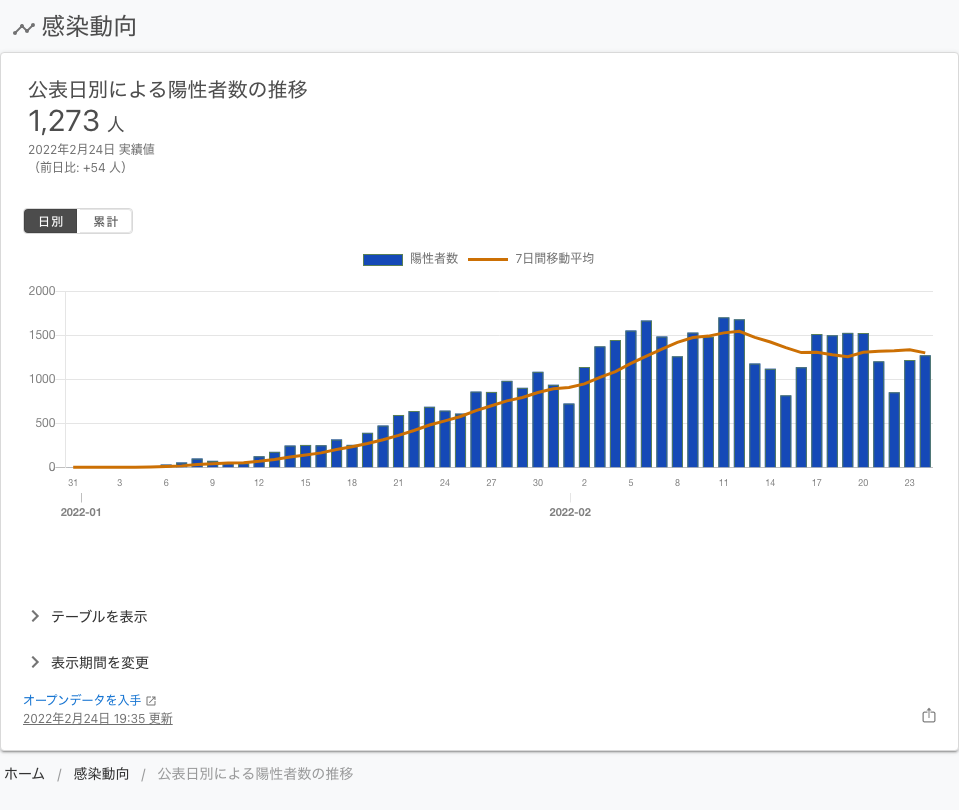 感染動向
公表日別による陽性者数の推移
1,273 人
2022年2月24日 実績値
（前日比: +54 人）
日別 累計
陽性者数 7日間移動平均
2000
1500
1000
500
0
31 3 6 9 12 15 18 21 24 27 30 2 5 8 11 14 17 20 23
2022-01 2022-02
テーブルを表示
表示期間を変更
オープンデータを入手
2022年2月24日 19:35 更新
ホーム / 感染動向 / 公表日別による陽性者数の推移